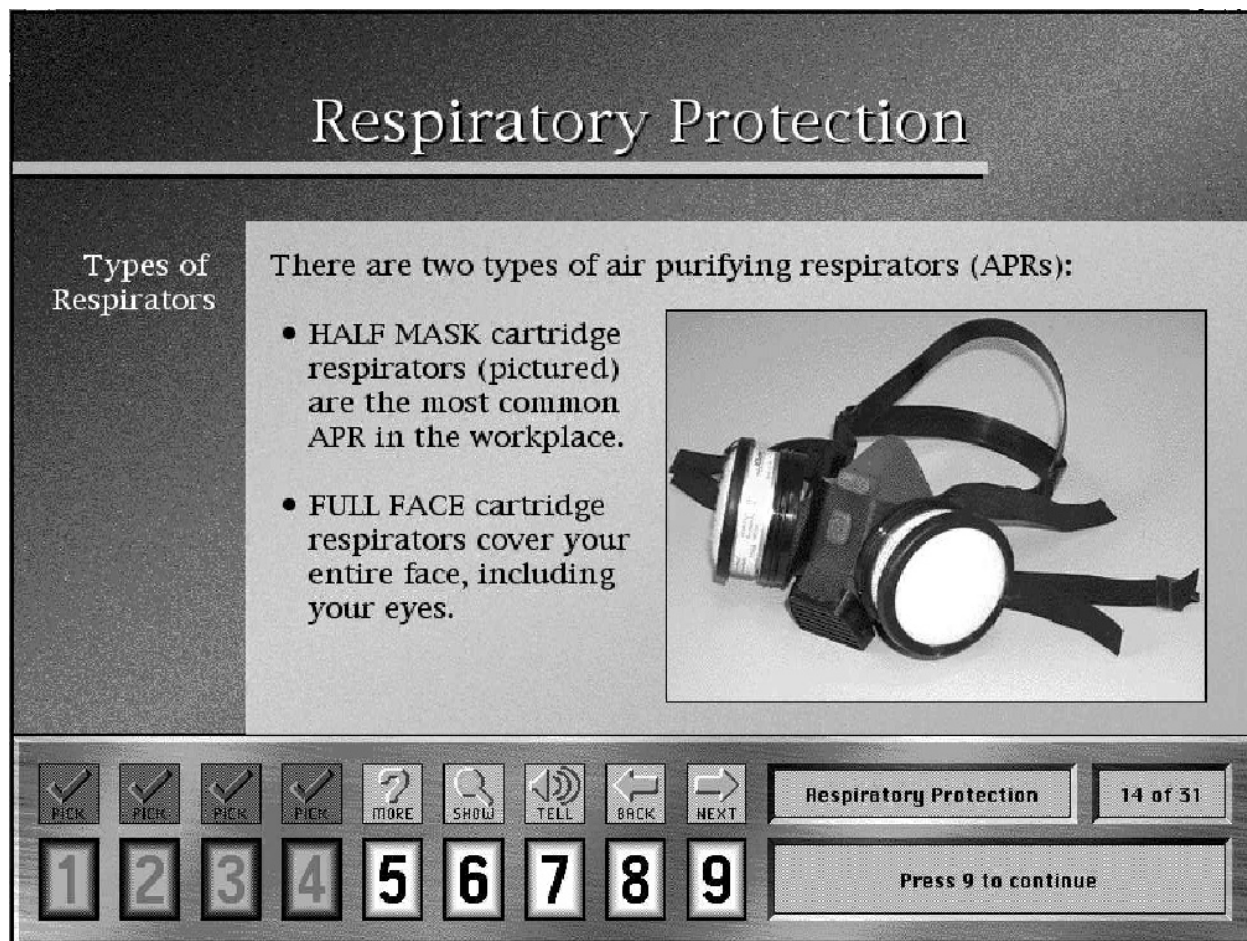 Respiratory Protection
Types of
Respirators
There are two types of air purifying respirators (APRs):
• HALF MASK cartridge
respirators (pictured)
are the most common
APR in the workplace.
• FULL FACE cartridge
respirators cover your
entire face, including
your eyes.
PICK PICK PICK PICK MORE SHOW TELL BACK NEXT
1 2 3 4 5 6 7 8 9
Respiratory Protection
14 of 31
Press 9 to continue